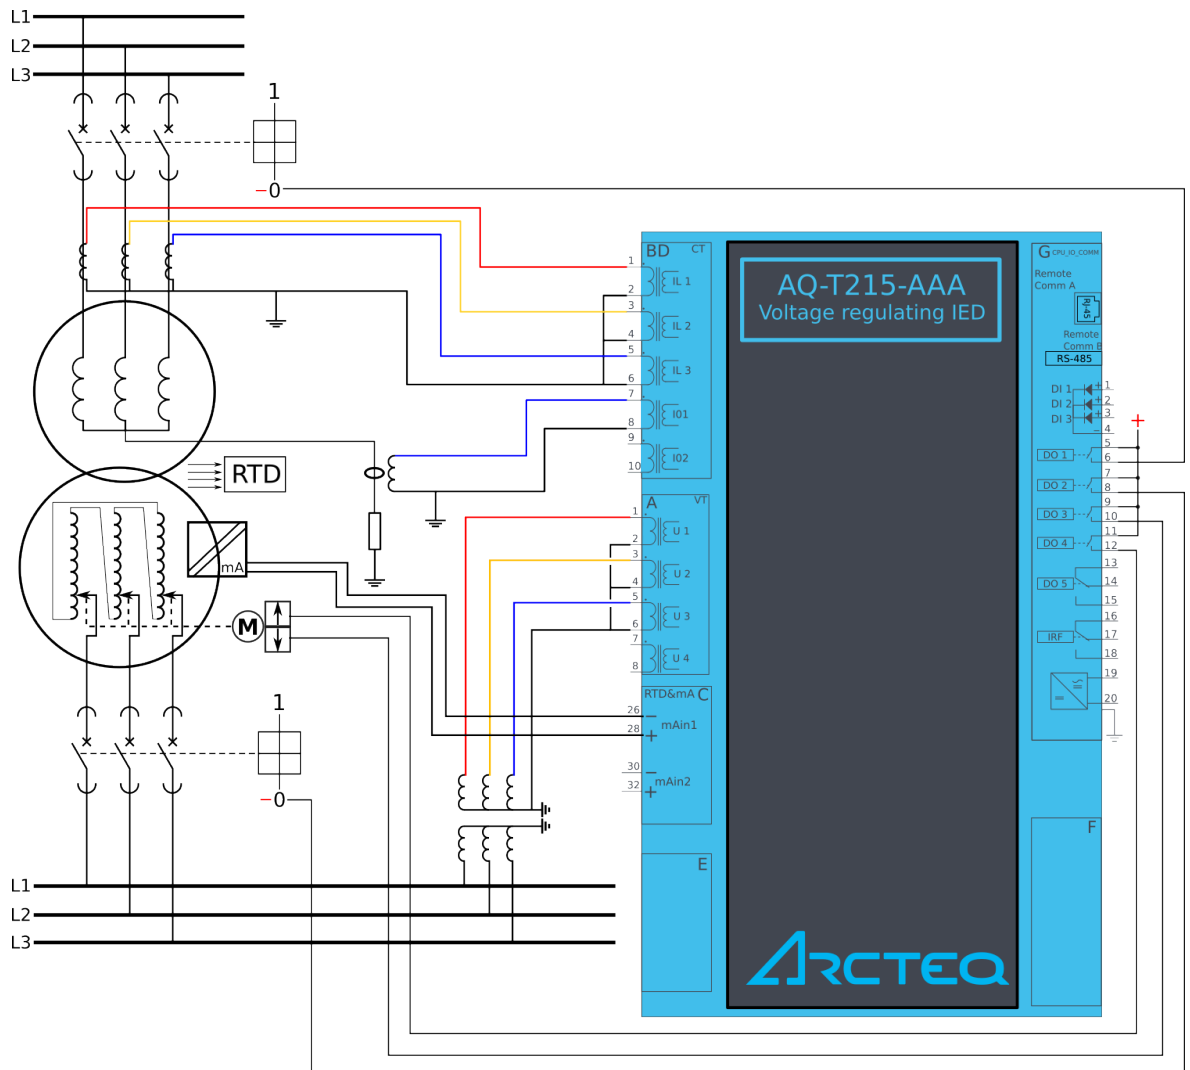 L1
L2
L3
1
−0
RTD
mA
M
1
−0
L1
L2
L3
BD CT
1
2
3
4
5
6
7
8
9
10
IL 1
IL 2
IL 3
I01
I02
A VT
1
2
3
4
5
6
7
8
U 1
U 2
U 3
U 4
RTD&mA C
26 −
mAin1
28 +
30 −
mAin2
32 +
E
AQ-T215-AAA
Voltage regulating IED
ARCTEQ
G CPU_IO_COMM
Remote
Comm A
RJ-45
Remote
Comm B
RS-485
DI 1 + 1
DI 2 + 2
DI 3 + 3
− 4
+
5
DO 1 6
7
DO 2 8
9
DO 3 10
11
DO 4 12
13
DO 5 14
15
16
IRF 17
18
19
20
F